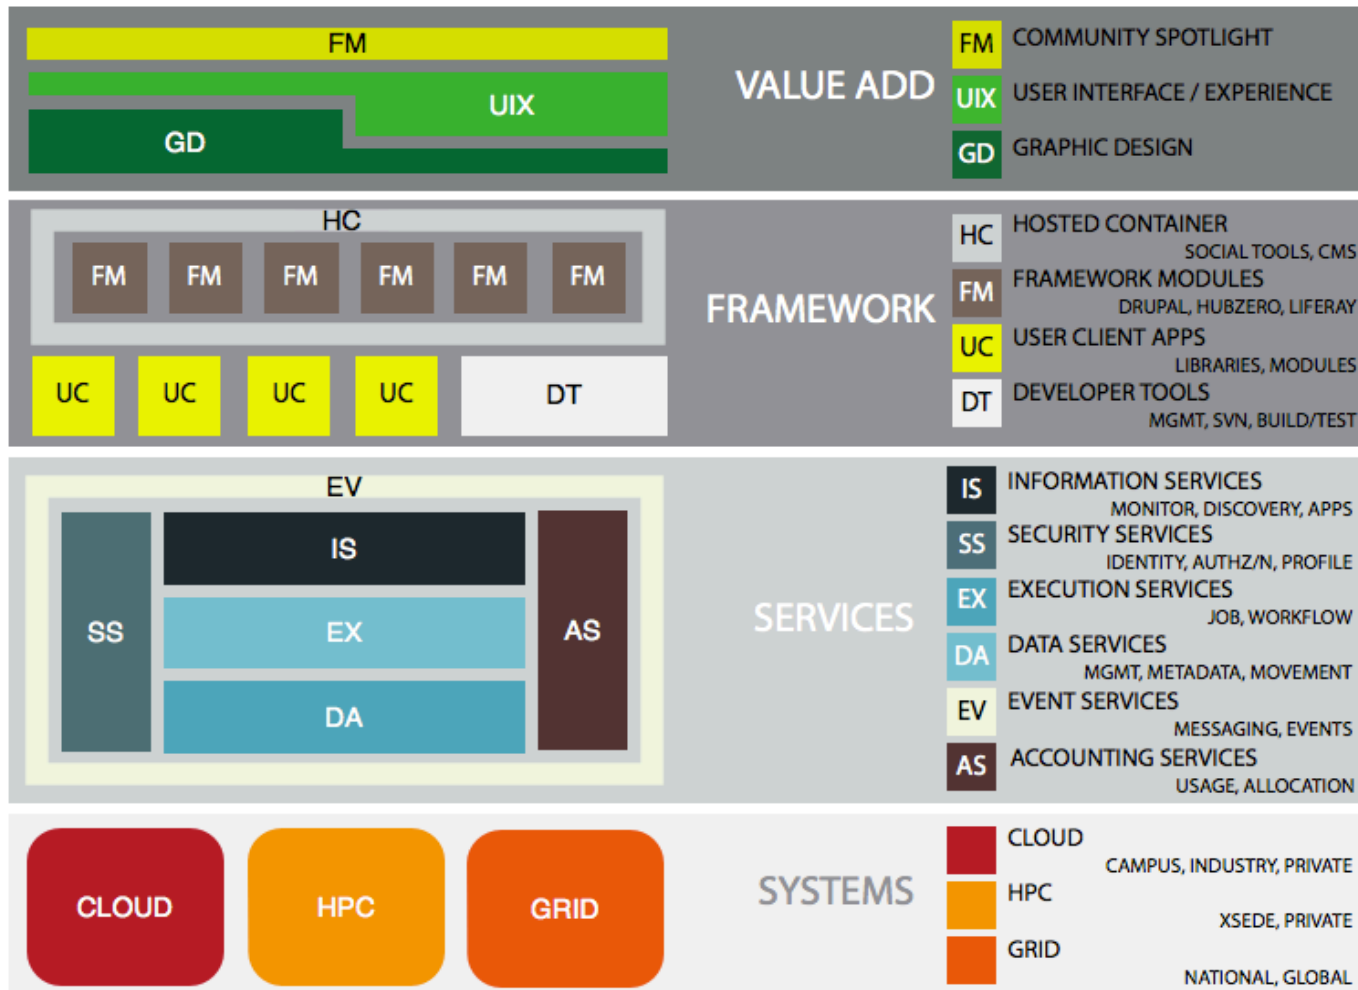 FM
UIX
GD
VALUE ADD
FM COMMUNITY SPOTLIGHT
UIX USER INTERFACE / EXPERIENCE
GD GRAPHIC DESIGN
HC
FM FM FM FM FM FM
UC UC UC UC DT
FRAMEWORK
HC HOSTED CONTAINER
SOCIAL TOOLS, CMS
FM FRAMEWORK MODULES
DRUPAL, HUBZERO, LIFERAY
UC USER CLIENT APPS
LIBRARIES, MODULES
DT DEVELOPER TOOLS
MGMT, SVN, BUILD/TEST
EV
IS
SS EX AS
DA
SERVICES
IS INFORMATION SERVICES
MONITOR, DISCOVERY, APPS
SS SECURITY SERVICES
IDENTITY, AUTHZ/N, PROFILE
EX EXECUTION SERVICES
JOB, WORKFLOW
DA DATA SERVICES
MGMT, METADATA, MOVEMENT
EV EVENT SERVICES
MESSAGING, EVENTS
AS ACCOUNTING SERVICES
USAGE, ALLOCATION
CLOUD HPC GRID
SYSTEMS
CLOUD
CAMPUS, INDUSTRY, PRIVATE
HPC
XSEDE, PRIVATE
GRID
NATIONAL, GLOBAL